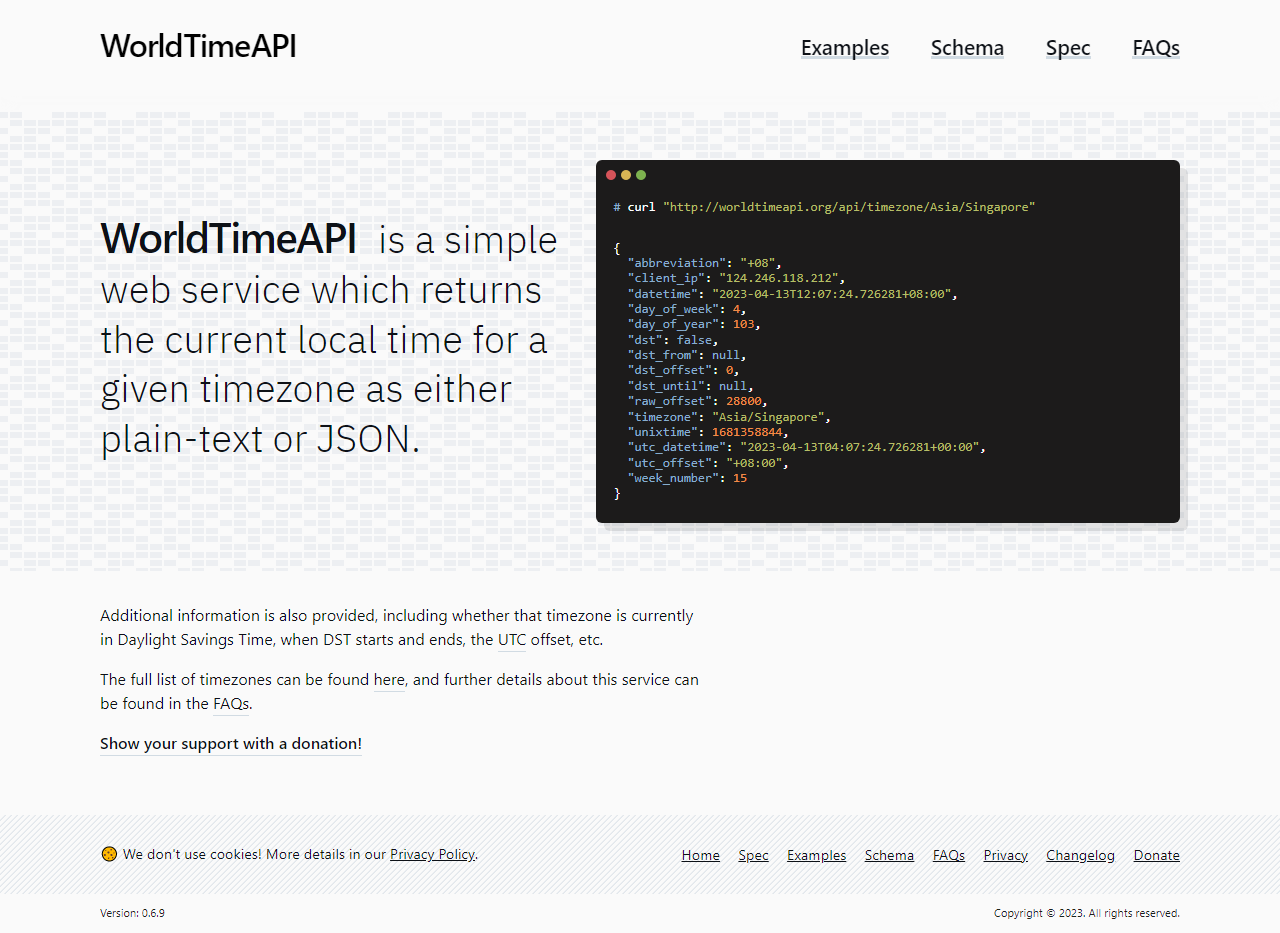 WorldTimeAPI
Examples Schema Spec FAQs
WorldTimeAPI is a simple
web service which returns
the current local time for a
given timezone as either
plain-text or JSON.
# curl "http://worldtimeapi.org/api/timezone/Asia/Singapore"
{
"abbreviation": "+08",
"client_ip": "124.246.118.212",
"datetime": "2023-04-13T12:07:24.726281+08:00",
"day_of_week": 4,
"day_of_year": 103,
"dst": false,
"dst_from": null,
"dst_offset": 0,
"dst_until": null,
"raw_offset": 28800,
"timezone": "Asia/Singapore",
"unixtime": 1681358844,
"utc_datetime": "2023-04-13T04:07:24.726281+00:00",
"utc_offset": "+08:00",
"week_number": 15
}
Additional information is also provided, including whether that timezone is currently
in Daylight Savings Time, when DST starts and ends, the UTC offset, etc.
The full list of timezones can be found here, and further details about this service can
be found in the FAQs.
Show your support with a donation!
We don't use cookies! More details in our Privacy Policy.
Home Spec Examples Schema FAQs Privacy Changelog Donate
Version: 0.6.9
Copyright © 2023. All rights reserved.